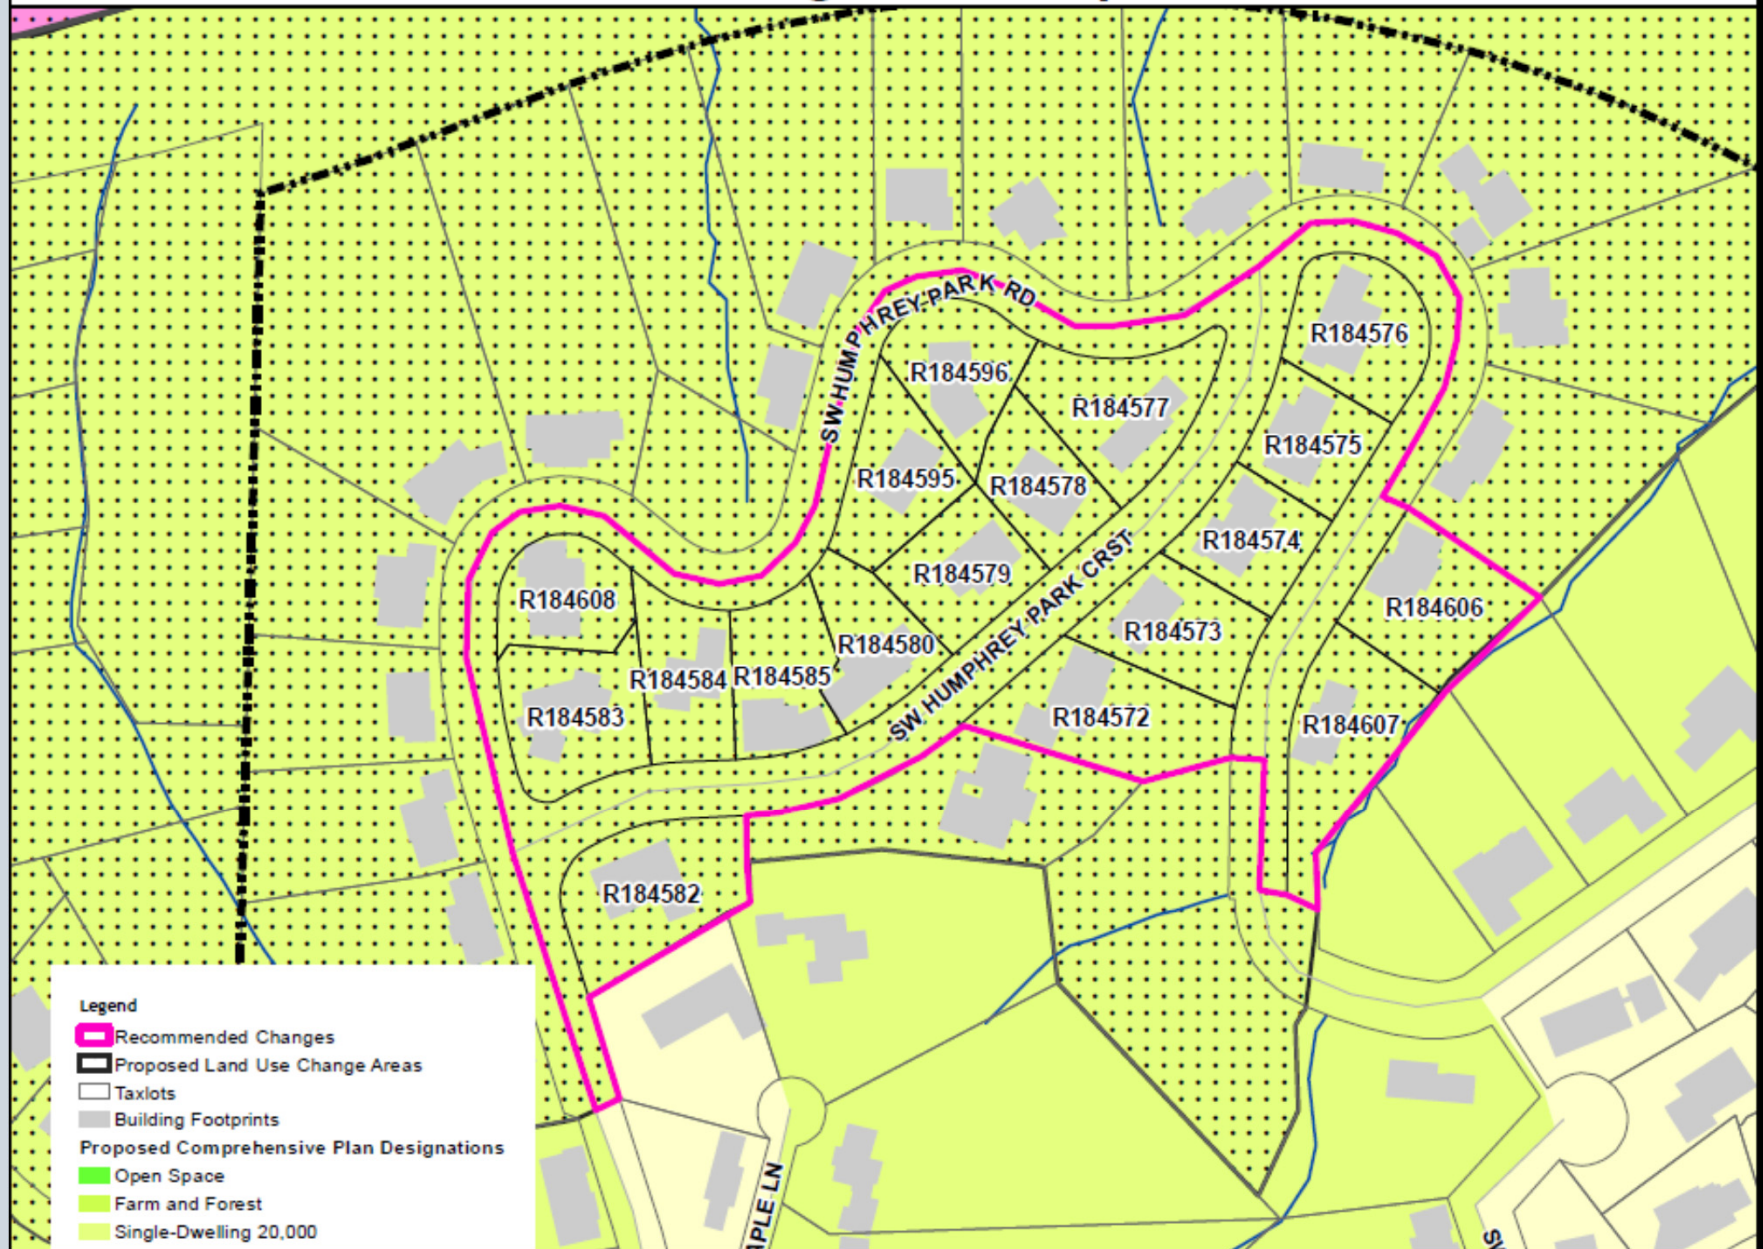 SW HUMPHREY PARK RD
R184576
R184596
R184577
R184575
R184595
R184578
R184574
R184579
R184608
R184606
R184573
R184580
R184584
R184585
R184583
R184572
R184607
SW HUMPHREY PARK CRST
R184582
APLE LN
Legend
Recommended Changes
Proposed Land Use Change Areas
Taxlots
Building Footprints
Proposed Comprehensive Plan Designations
Open Space
Farm and Forest
Single-Dwelling 20,000